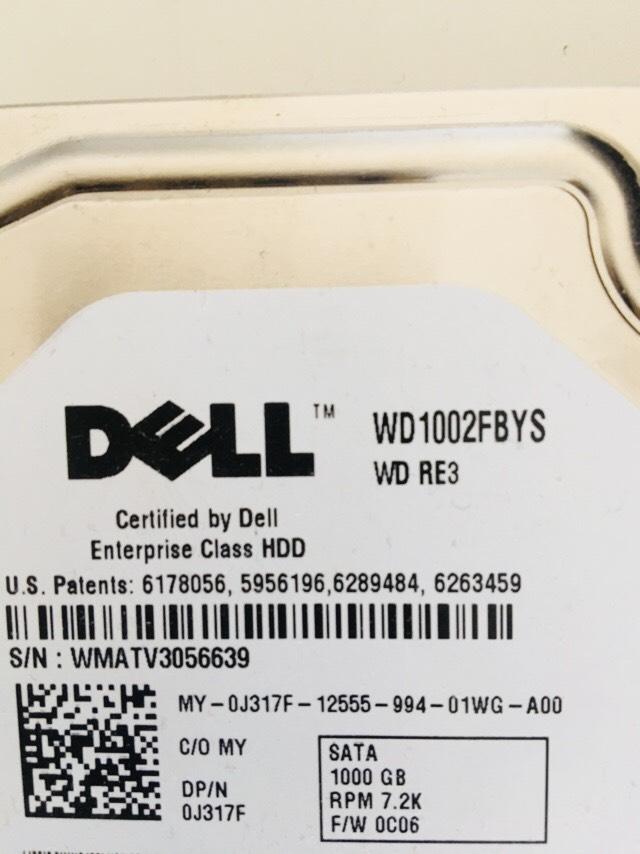 DELL™
WD1002FBYS
WD RE3
Certified by Dell
Enterprise Class HDD
U.S. Patents: 6178056, 5956196,6289484, 6263459
S/N : WMATV3056639
MY-0J317F-12555-994-01WG-A00
C/O MY
DP/N
0J317F
SATA
1000 GB
RPM 7.2K
F/W 0C06